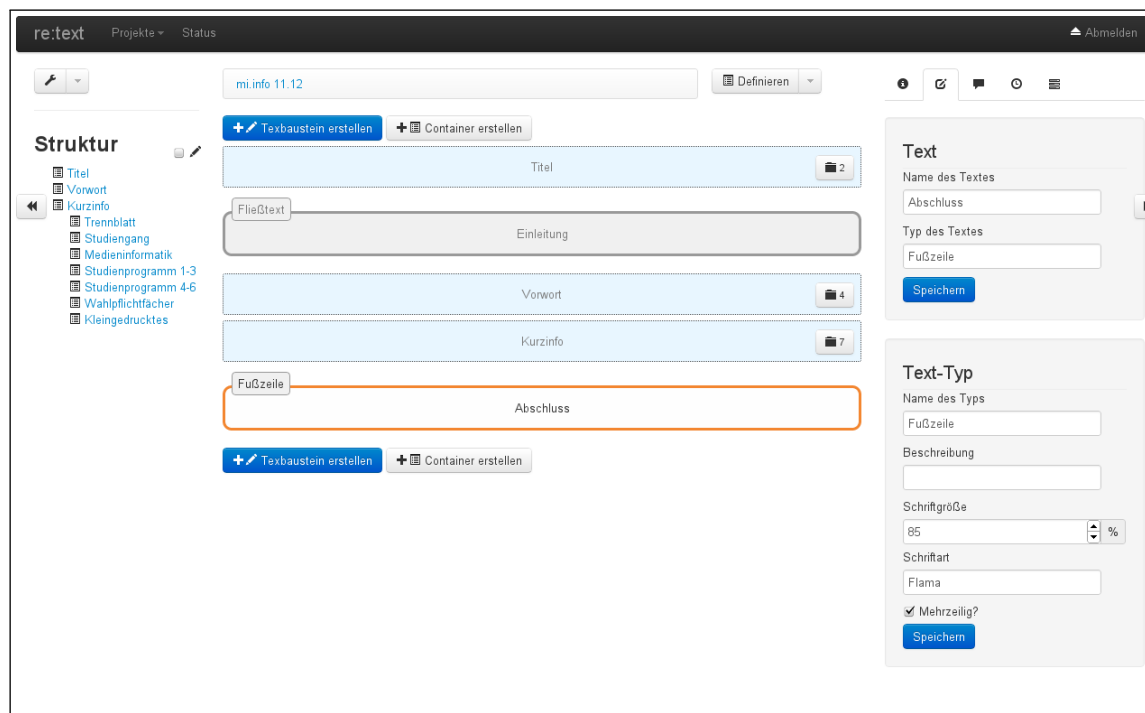 re:text Projekte Status Abmelden
mi.info 11.12 Definieren
Struktur
Titel
Vorwort
Kurzinfo
Trennblatt
Studiengang
Medieninformatik
Studienprogramm 1-3
Studienprogramm 4-6
Wahlpflichtfächer
Kleingedrucktes
Texbaustein erstellen Container erstellen
Titel 2
Fließtext
Einleitung
Vorwort 4
Kurzinfo 7
Fußzeile
Abschluss
Texbaustein erstellen Container erstellen
Text
Name des Textes
Abschluss
Typ des Textes
Fußzeile
Speichern
Text-Typ
Name des Typs
Fußzeile
Beschreibung
Schriftgröße
85 %
Schriftart
Flama
Mehrzeilig?
Speichern